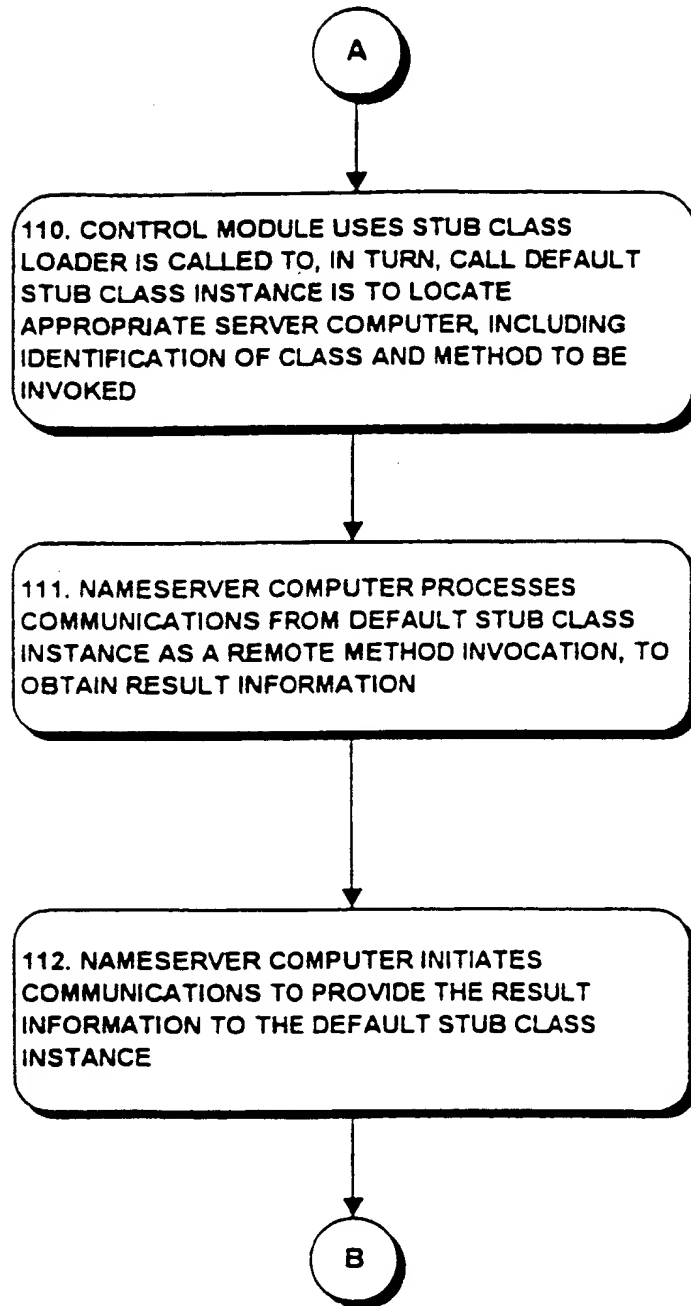 A
110. CONTROL MODULE USES STUB CLASS
LOADER IS CALLED TO, IN TURN, CALL DEFAULT
STUB CLASS INSTANCE IS TO LOCATE
APPROPRIATE SERVER COMPUTER, INCLUDING
IDENTIFICATION OF CLASS AND METHOD TO BE
INVOKED
111. NAMESERVER COMPUTER PROCESSES
COMMUNICATIONS FROM DEFAULT STUB CLASS
INSTANCE AS A REMOTE METHOD INVOCATION, TO
OBTAIN RESULT INFORMATION
112. NAMESERVER COMPUTER INITIATES
COMMUNICATIONS TO PROVIDE THE RESULT
INFORMATION TO THE DEFAULT STUB CLASS
INSTANCE
B